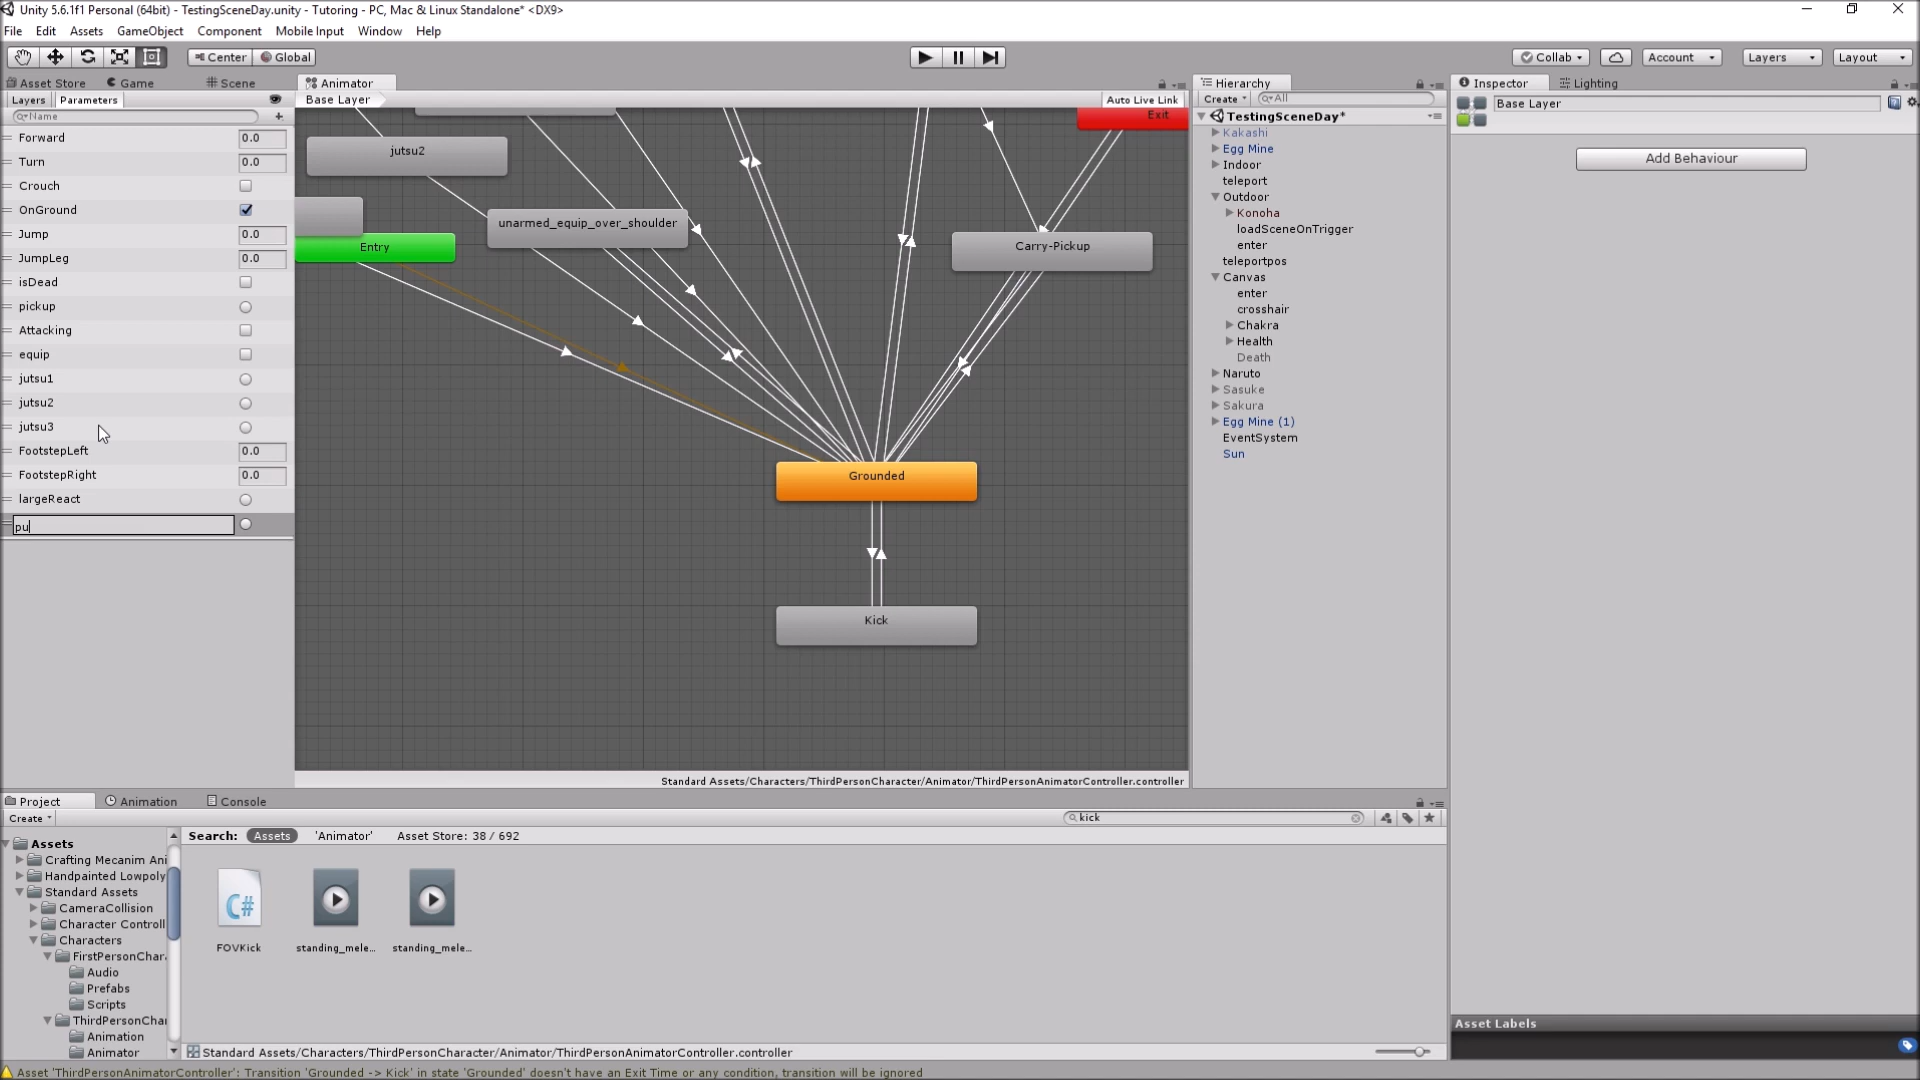 Unity 5.6.1f1 Personal (64bit) - TestingSceneDay.unity - Tutoring - PC, Mac & Linux Standalone* <DX9>
File Edit Assets GameObject Component Mobile Input Window Help
Center Global Collab Account Layers Layout
Asset Store Game Scene Animator Hierarchy Inspector Lighting
Layers Parameters Base Layer Auto Live Link Create All Base Layer
Name
Forward 0.0
Turn 0.0
Crouch
OnGround
Jump 0.0
JumpLeg 0.0
isDead
pickup
Attacking
equip
jutsu1
jutsu2
jutsu3
FootstepLeft 0.0
FootstepRight 0.0
largeReact
pu
Exit
jutsu2
unarmed_equip_over_shoulder
Entry
Carry-Pickup
Grounded
Kick
Standard Assets/Characters/ThirdPersonCharacter/Animator/ThirdPersonAnimatorController.controller
TestingSceneDay*
Kakashi
Egg Mine
Indoor
teleport
Outdoor
Konoha
loadSceneOnTrigger
enter
teleportpos
Canvas
enter
crosshair
Chakra
Health
Death
Naruto
Sasuke
Sakura
Egg Mine (1)
EventSystem
Sun
Add Behaviour
Project Animation Console
Create kick
Search: Assets 'Animator' Asset Store: 38 / 692
Assets
Crafting Mecanim Ani
Handpainted Lowpoly
Standard Assets
CameraCollision
Character Controll
Characters
FirstPersonChar
Audio
Prefabs
Scripts
ThirdPersonChar
Animation
Animator
C#
FOVKick standing_mele... standing_mele...
Standard Assets/Characters/ThirdPersonCharacter/Animator/ThirdPersonAnimatorController.controller
Asset Labels
Asset 'ThirdPersonAnimatorController': Transition 'Grounded -> Kick' in state 'Grounded' doesn't have an Exit Time or any condition, transition will be ignored